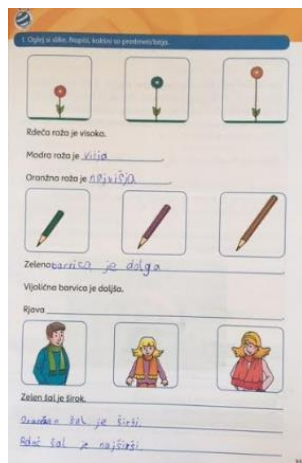 1. Oglej si slike. Napiši, kakšni so predmeti/bitja.
Rdeča roža je visoka.
Modra roža je višja.
Oranžna roža je najvišja.
Zelena barvica je dolga
Vijolična barvica je daljša.
Rjava
Zelen šal je širok.
Oranžen šal je širši.
Rdeč šal je najširši.